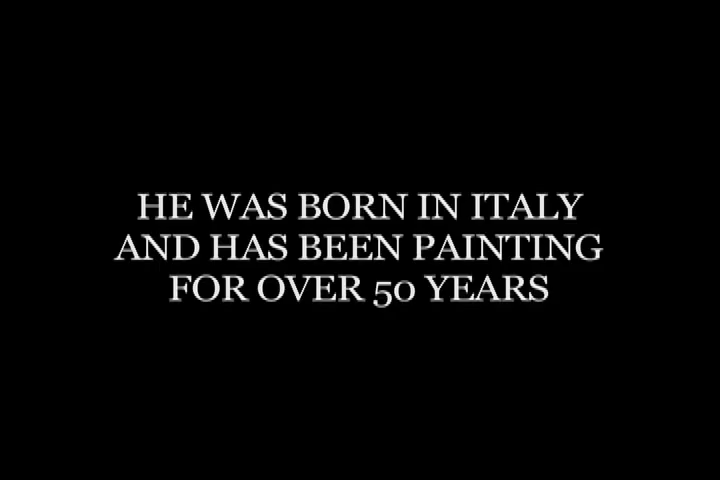 HE WAS BORN IN ITALY
AND HAS BEEN PAINTING
FOR OVER 50 YEARS